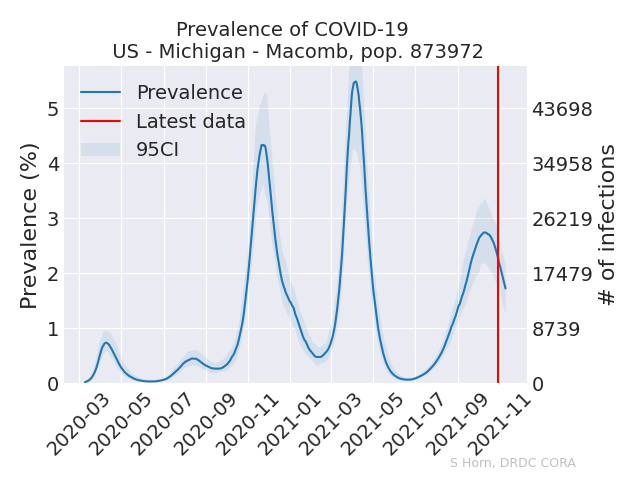 Prevalence of COVID-19
US - Michigan - Macomb, pop. 873972
Prevalence
Latest data
95CI
Prevalence (%)
5
4
3
2
1
0
43698
34958
26219
17479
8739
0
# of infections
2020-03
2020-05
2020-07
2020-09
2020-11
2021-01
2021-03
2021-05
2021-07
2021-09
2021-11
S Horn, DRDC CORA